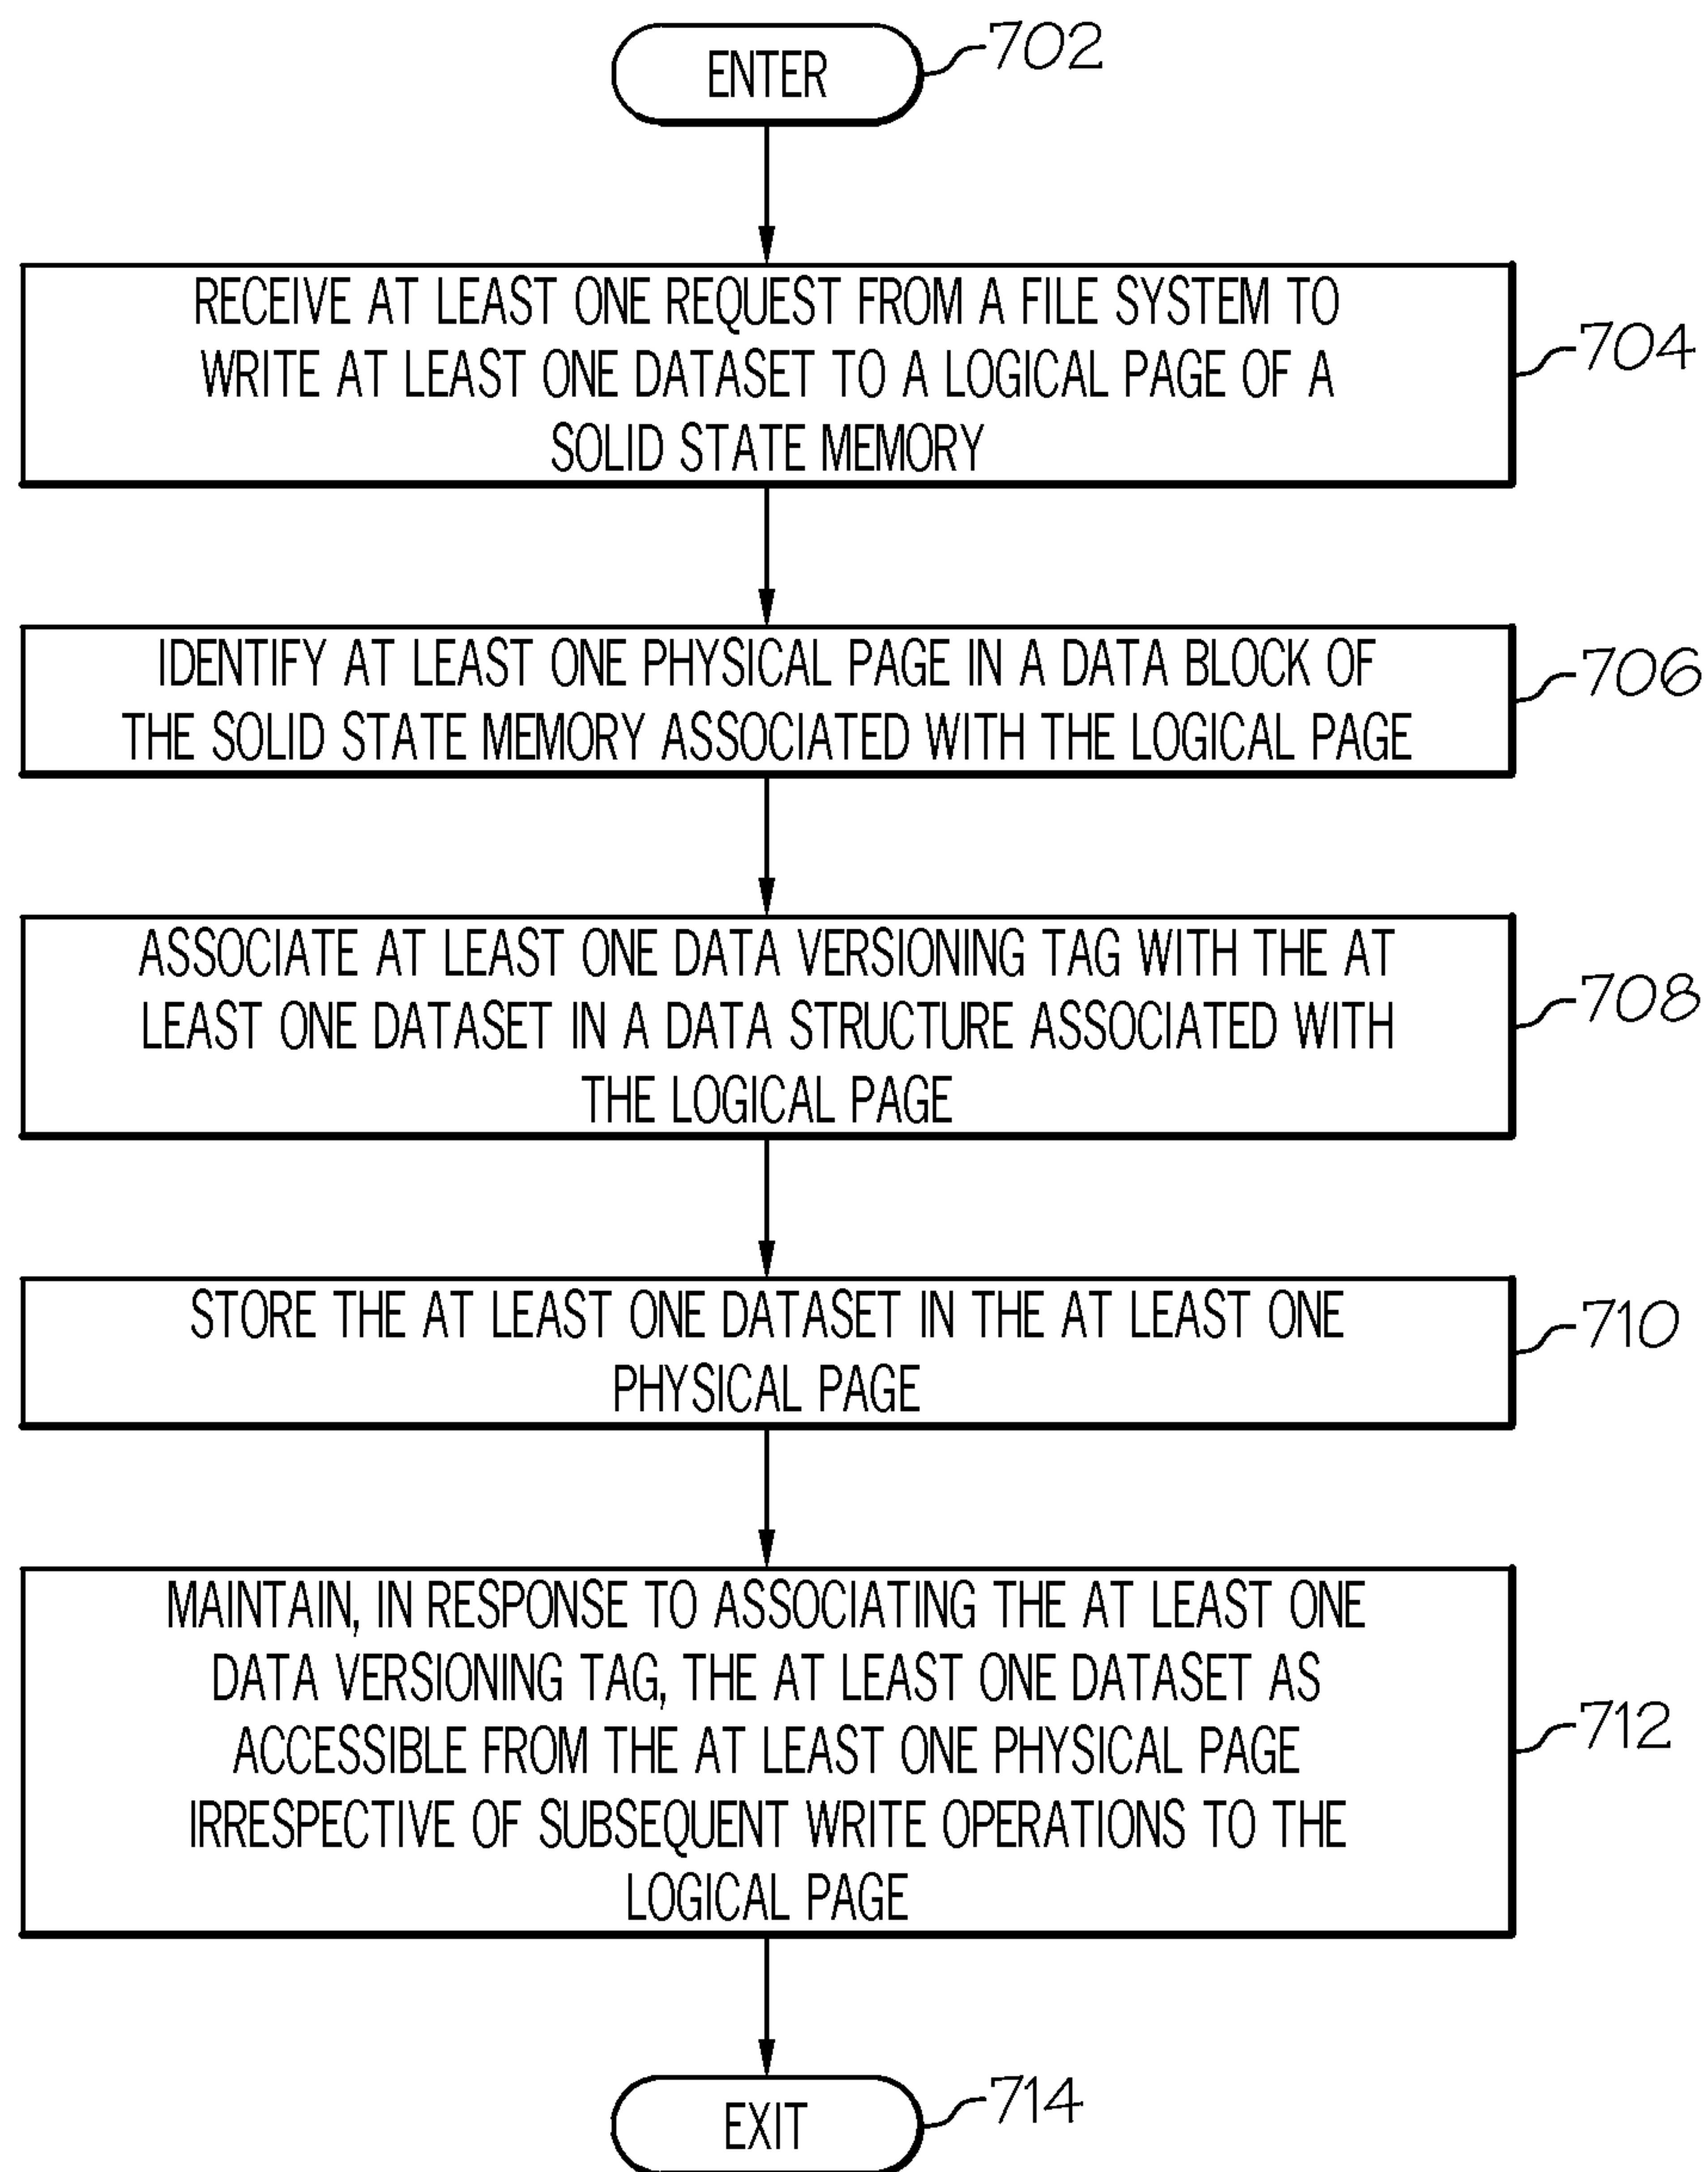 ENTER
702
RECEIVE AT LEAST ONE REQUEST FROM A FILE SYSTEM TO
WRITE AT LEAST ONE DATASET TO A LOGICAL PAGE OF A
SOLID STATE MEMORY
704
IDENTIFY AT LEAST ONE PHYSICAL PAGE IN A DATA BLOCK OF
THE SOLID STATE MEMORY ASSOCIATED WITH THE LOGICAL PAGE
706
ASSOCIATE AT LEAST ONE DATA VERSIONING TAG WITH THE AT
LEAST ONE DATASET IN A DATA STRUCTURE ASSOCIATED WITH
THE LOGICAL PAGE
708
STORE THE AT LEAST ONE DATASET IN THE AT LEAST ONE
PHYSICAL PAGE
710
MAINTAIN, IN RESPONSE TO ASSOCIATING THE AT LEAST ONE
DATA VERSIONING TAG, THE AT LEAST ONE DATASET AS
ACCESSIBLE FROM THE AT LEAST ONE PHYSICAL PAGE
IRRESPECTIVE OF SUBSEQUENT WRITE OPERATIONS TO THE
LOGICAL PAGE
712
EXIT
714